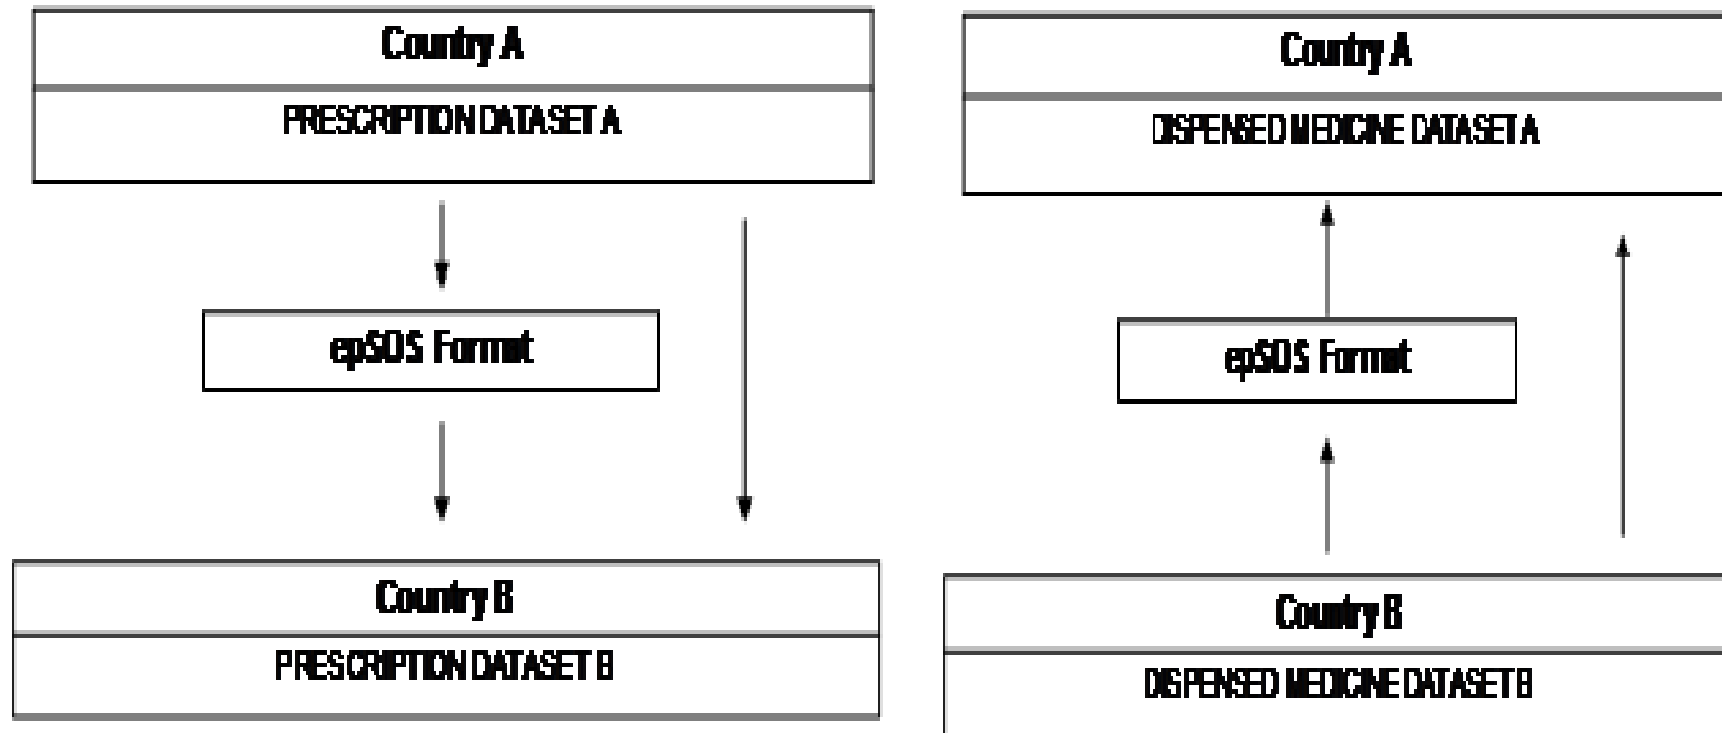 Country A
PRESCRIPTION DATASET A
epSOS Format
Country B
PRESCRIPTION DATASET B
Country A
DISPENSED MEDICINE DATASET A
epSOS Format
Country B
DISPENSED MEDICINE DATASET B